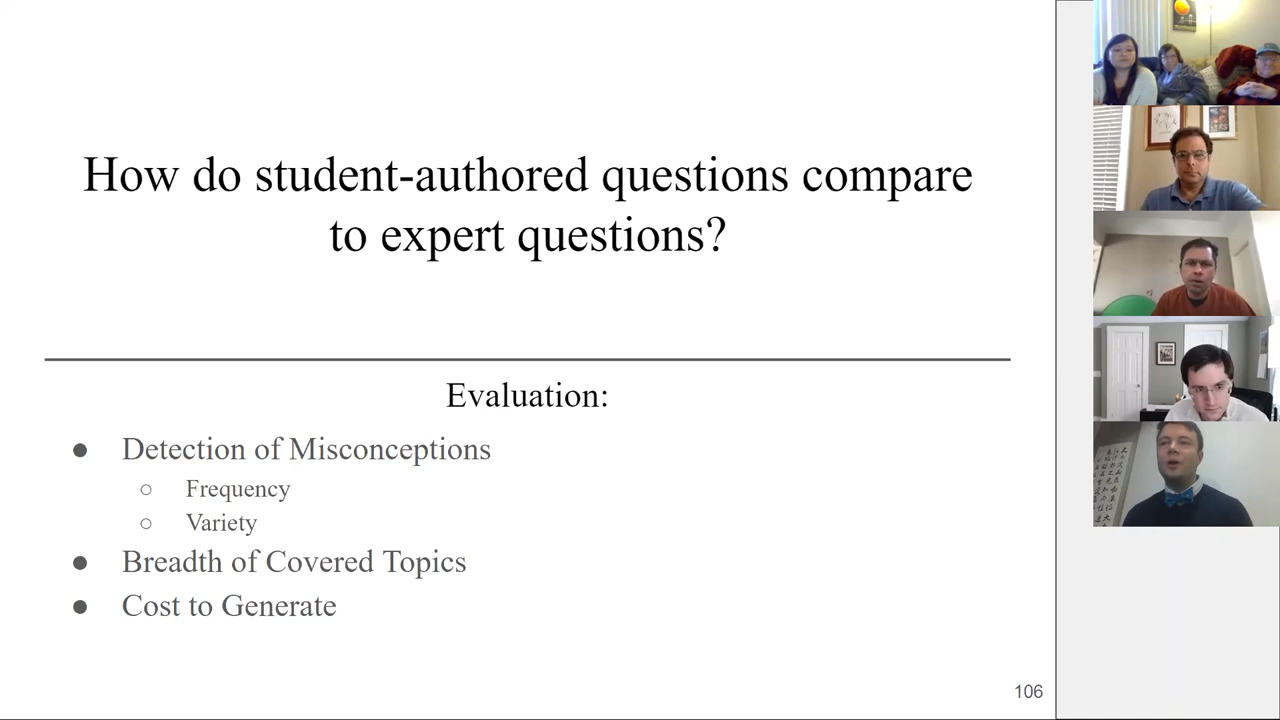 How do student-authored questions compare
to expert questions?
Evaluation:
● Detection of Misconceptions
○ Frequency
○ Variety
● Breadth of Covered Topics
● Cost to Generate
106